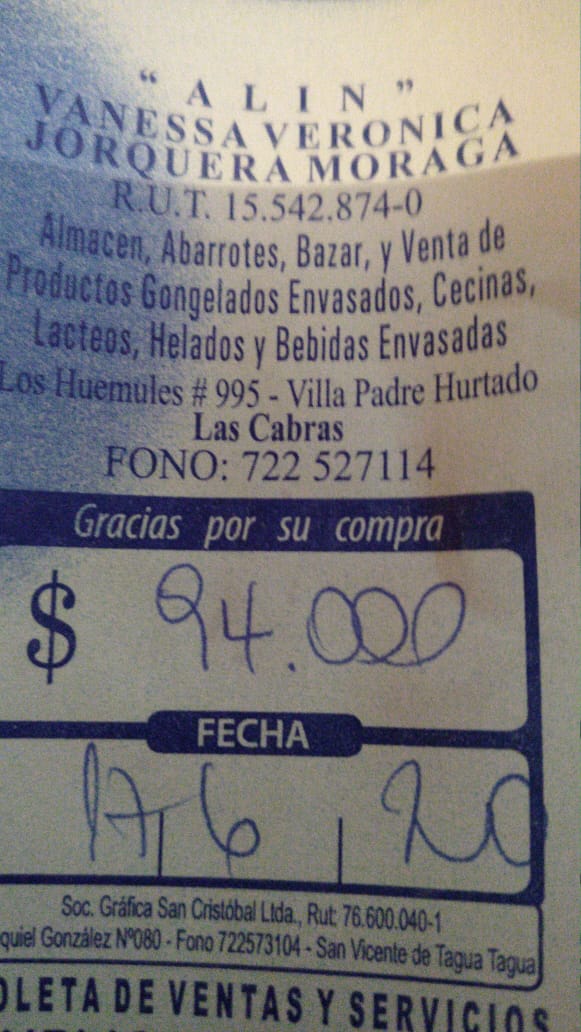 " A L I N "
VANESSA VERONICA
JORQUERA MORAGA
R.U.T. 15.542.874-0
Almacen, Abarrotes, Bazar, y Venta de
Productos Gongelados Envasados, Cecinas,
Lacteos, Helados y Bebidas Envasadas
Los Huemules # 995 - Villa Padre Hurtado
Las Cabras
FONO: 722 527114
Gracias por su compra
$ 94.000
FECHA
17 6 20
Soc. Gráfica San Cristóbal Ltda., Rut: 76.600.040-1
quiel González Nº080 - Fono 722573104 - San Vicente de Tagua Tagua
OLETA DE VENTAS Y SERVICIOS